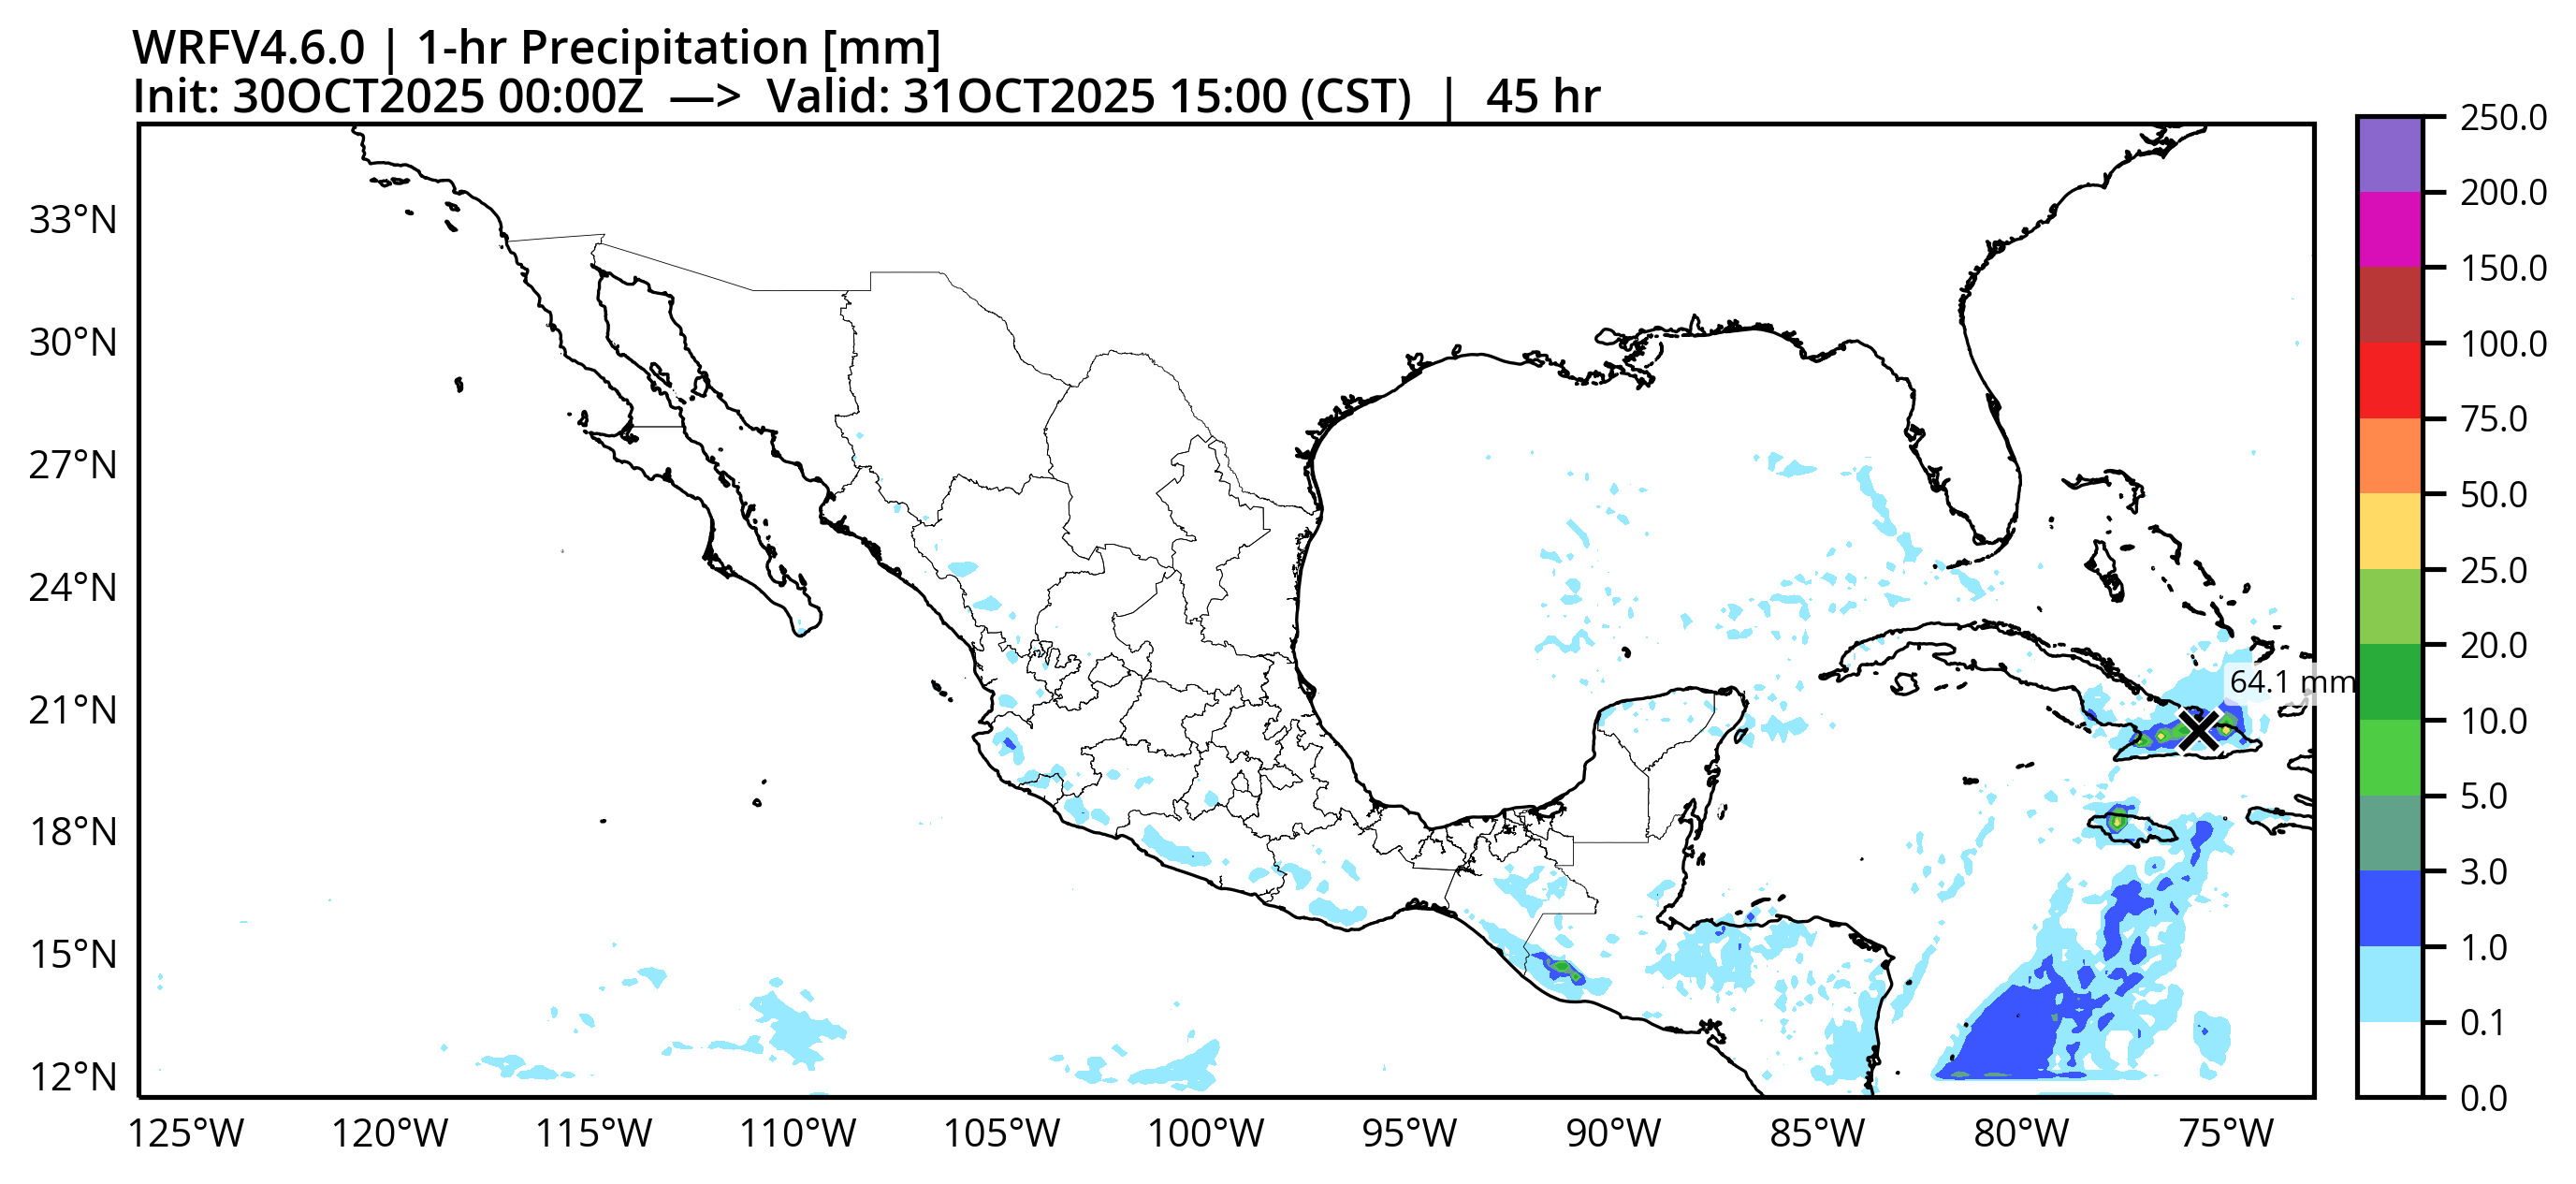 WRFV4.6.0 | 1-hr Precipitation [mm]
Init: 30OCT2025 00:00Z —> Valid: 31OCT2025 15:00 (CST) | 45 hr
33°N
30°N
27°N
24°N
21°N
18°N
15°N
12°N
125°W 120°W 115°W 110°W 105°W 100°W 95°W 90°W 85°W 80°W 75°W
64.1 mm
250.0
200.0
150.0
100.0
75.0
50.0
25.0
20.0
10.0
5.0
3.0
1.0
0.1
0.0